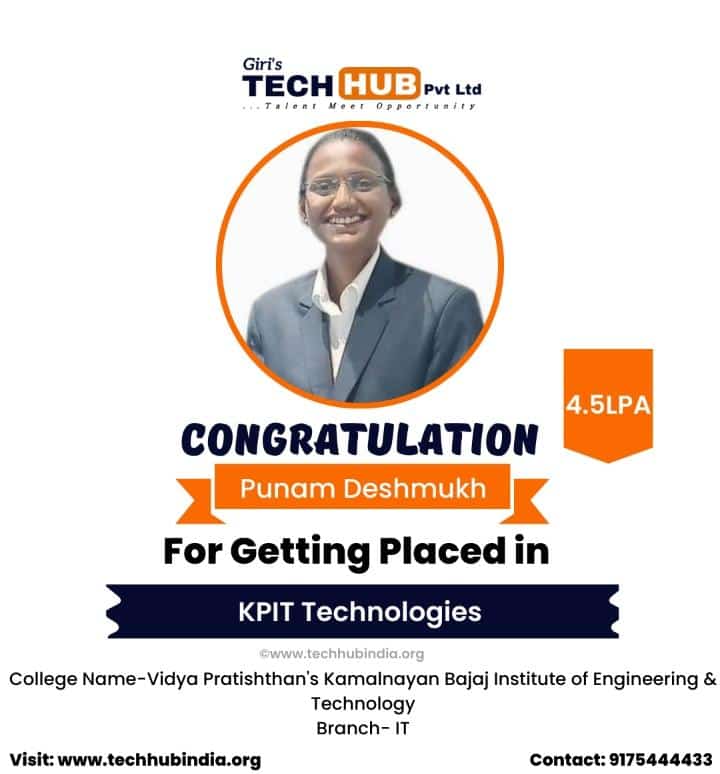 Giri's
TECH HUB Pvt Ltd
...Talent Meet Opportunity
4.5LPA
CONGRATULATION
Punam Deshmukh
For Getting Placed in
KPIT Technologies
©www.techhubindia.org
College Name-Vidya Pratishthan's Kamalnayan Bajaj Institute of Engineering &
Technology
Branch- IT
Visit: www.techhubindia.org
Contact: 9175444433